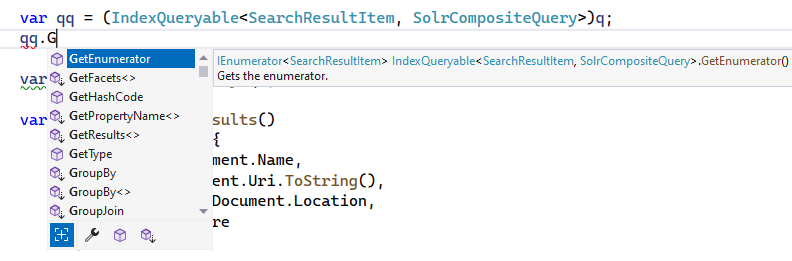 var qq = (IndexQueryable<SearchResultItem, SolrCompositeQuery>)q;
qq.G
GetEnumerator
IEnumerator<SearchResultItem> IndexQueryable<SearchResultItem, SolrCompositeQuery>.GetEnumerator()
Gets the enumerator.
GetFacets<>
var
GetHashCode
GetPropertyName<>
var
sults()
GetResults<>
{
GetType
ment.Name,
GroupBy
ent.Uri.ToString(),
GroupBy<>
Document.Location,
GroupJoin
re